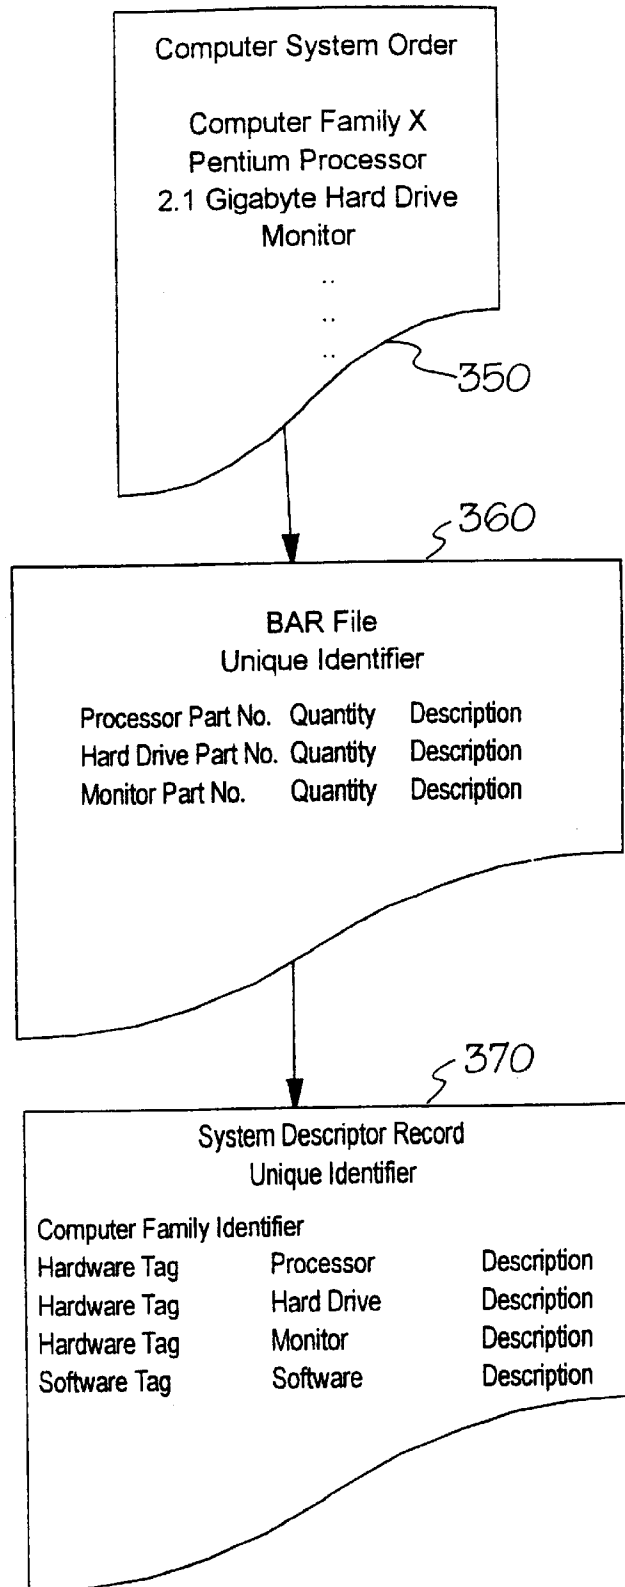 Computer System Order
Computer Family X
Pentium Processor
2.1 Gigabyte Hard Drive
Monitor
..
..
..
350
360
BAR File
Unique Identifier
Processor Part No. Quantity Description
Hard Drive Part No. Quantity Description
Monitor Part No. Quantity Description
370
System Descriptor Record
Unique Identifier
Computer Family Identifier
Hardware Tag Processor Description
Hardware Tag Hard Drive Description
Hardware Tag Monitor Description
Software Tag Software Description